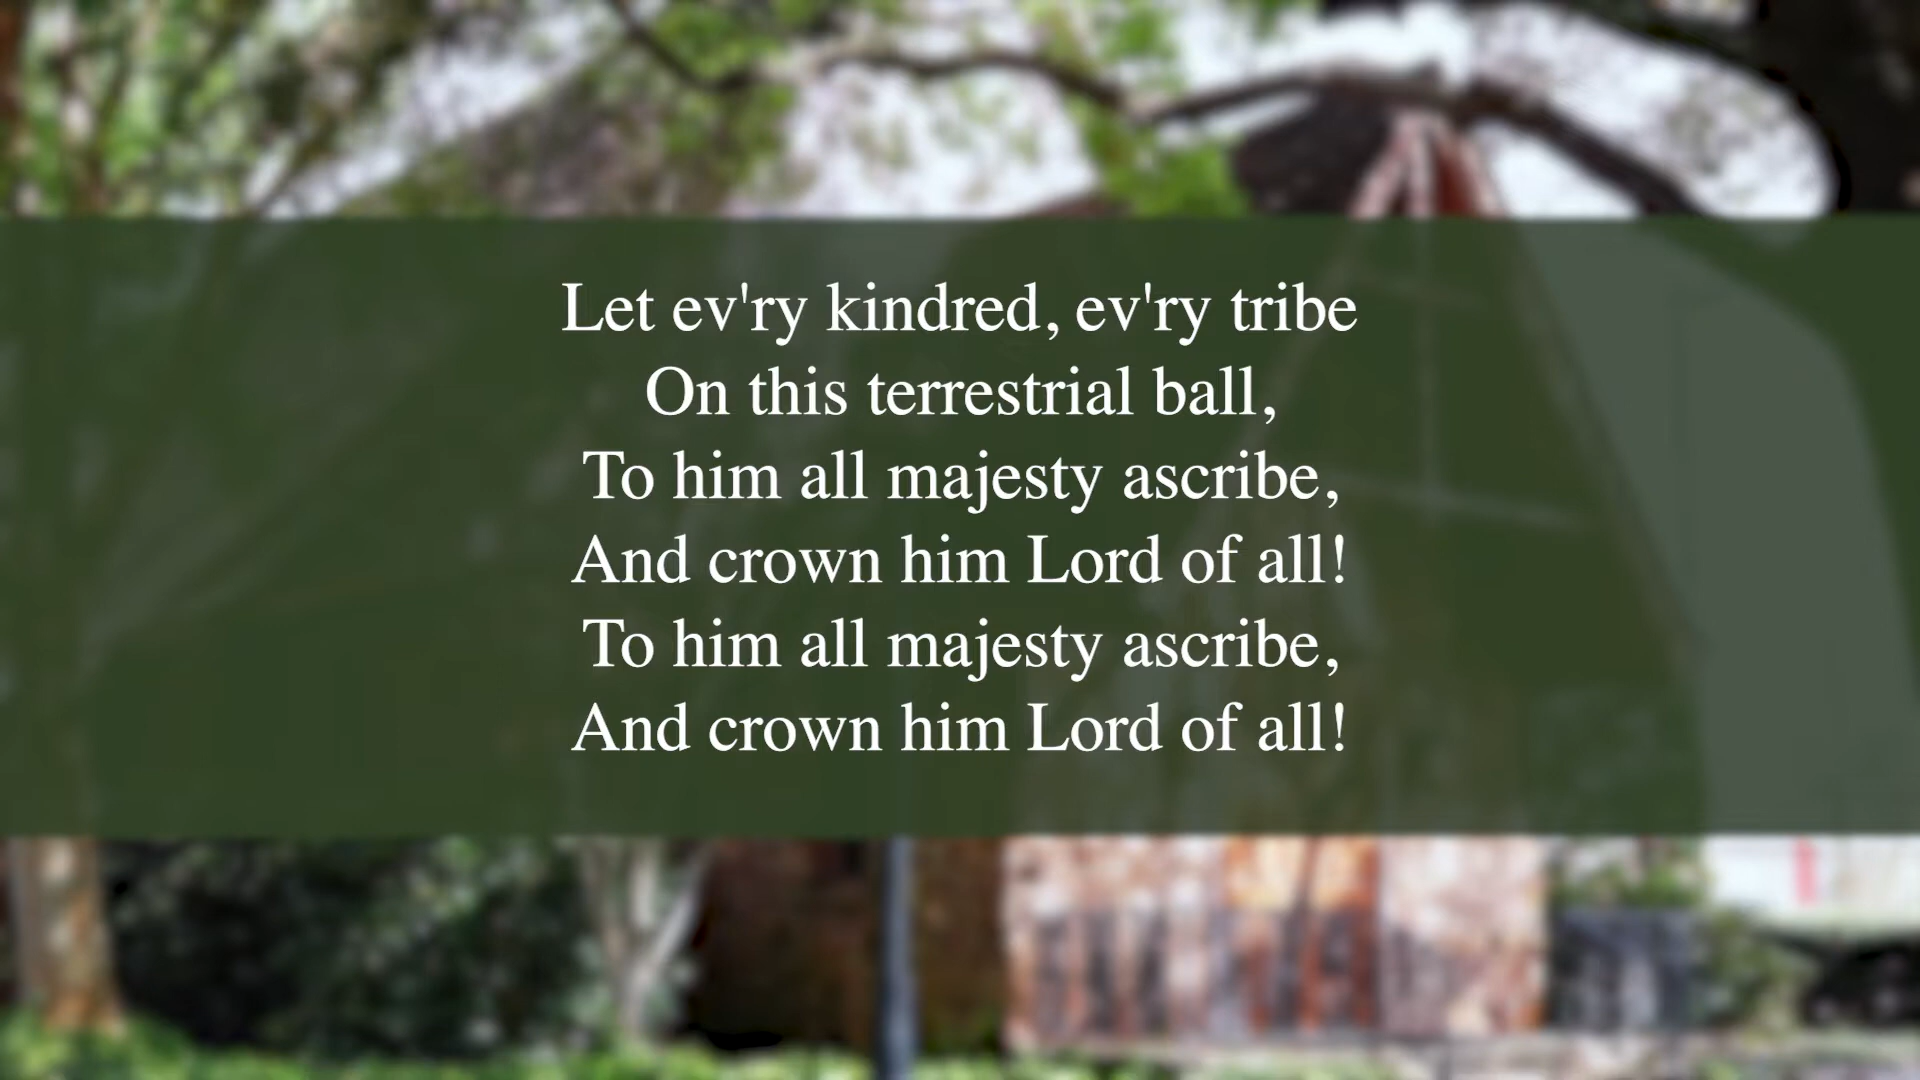 Let ev'ry kindred, ev'ry tribe
On this terrestrial ball,
To him all majesty ascribe,
And crown him Lord of all!
To him all majesty ascribe,
And crown him Lord of all!